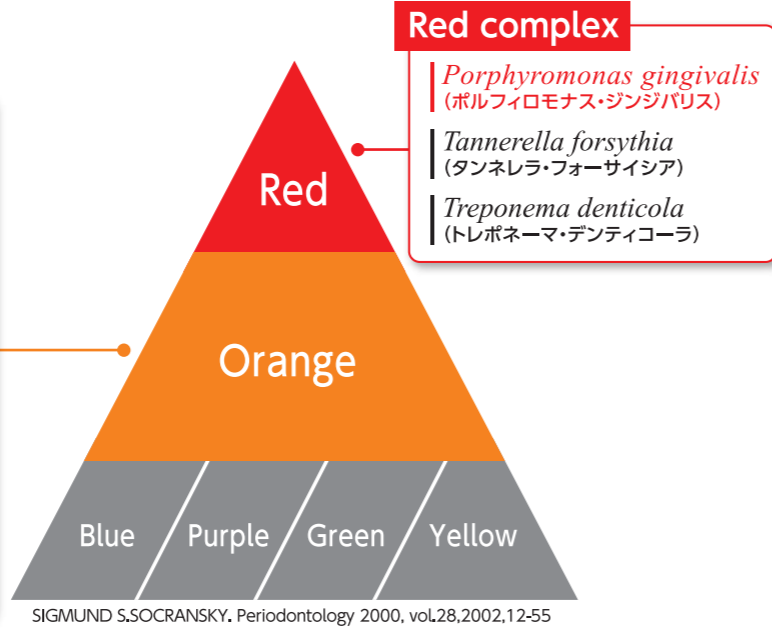 Red complex
Porphyromonas gingivalis
(ポルフィロモナス・ジンジバリス)
Tannerella forsythia
(タンネレラ・フォーサイシア)
Treponema denticola
(トレポネーマ・デンティコーラ)
Red
Orange
Blue Purple Green Yellow
SIGMUND S.SOCRANSKY. Periodontology 2000, vol.28,2002,12-55